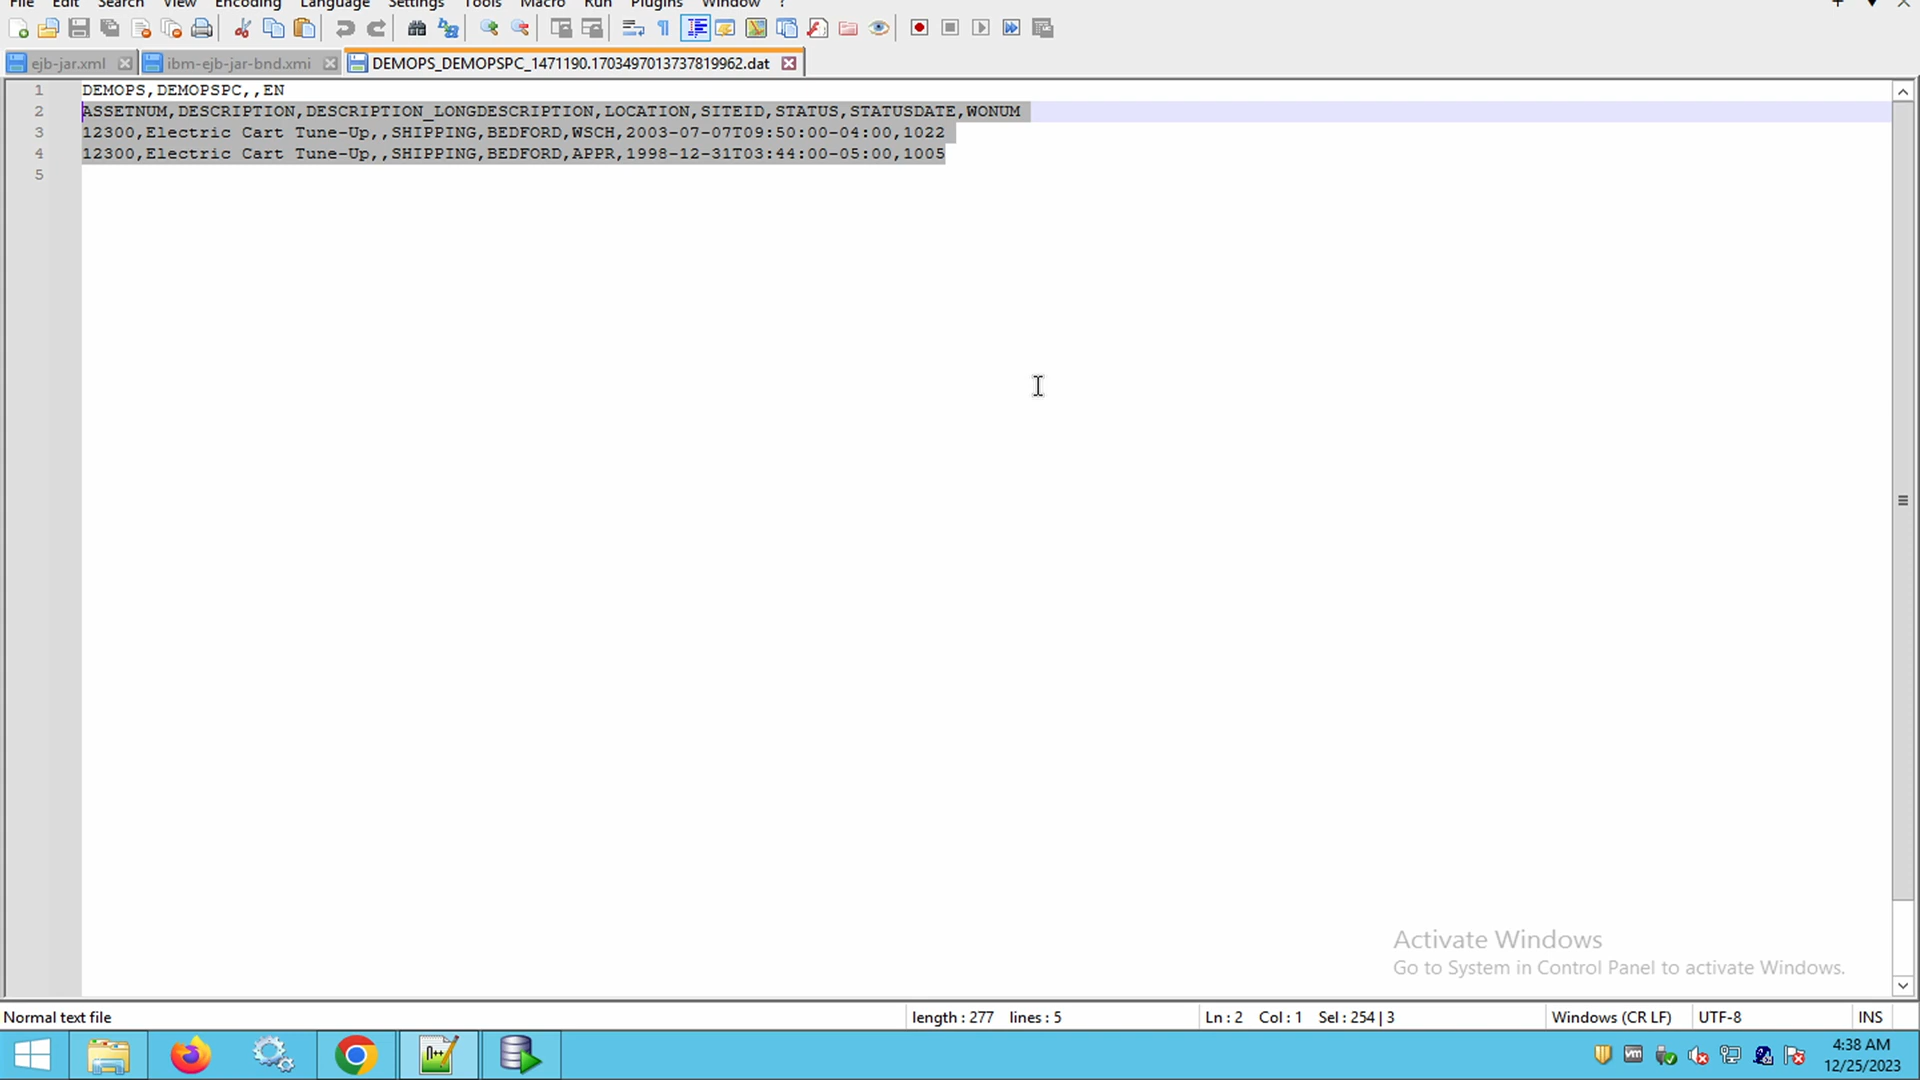 File Edit Search View Encoding Language Settings Tools Macro Run Plugins Window ?
ejb-jar.xml ibm-ejb-jar-bnd.xmi DEMOPS_DEMOPSPC_1471190.1703497013737819962.dat
1 DEMOPS,DEMOPSPC,,EN
2 ASSETNUM,DESCRIPTION,DESCRIPTION_LONGDESCRIPTION,LOCATION,SITEID,STATUS,STATUSDATE,WONUM
3 12300,Electric Cart Tune-Up,,SHIPPING,BEDFORD,WSCH,2003-07-07T09:50:00-04:00,1022
4 12300,Electric Cart Tune-Up,,SHIPPING,BEDFORD,APPR,1998-12-31T03:44:00-05:00,1005
5
Activate Windows
Go to System in Control Panel to activate Windows.
Normal text file length : 277 lines : 5 Ln : 2 Col : 1 Sel : 254 | 3 Windows (CR LF) UTF-8 INS
4:38 AM
12/25/2023